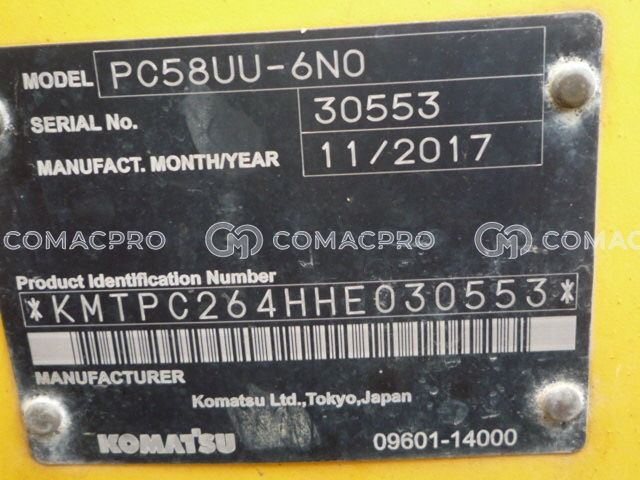 MODEL PC58UU-6N0
SERIAL No. 30553
MANUFACT. MONTH/YEAR 11/2017
COMACPRO COMACPRO COMACPRO
Product Identification Number
*KMTPC264HHE030553*
MANUFACTURER
Komatsu Ltd.,Tokyo,Japan
KOMATSU 09601-14000